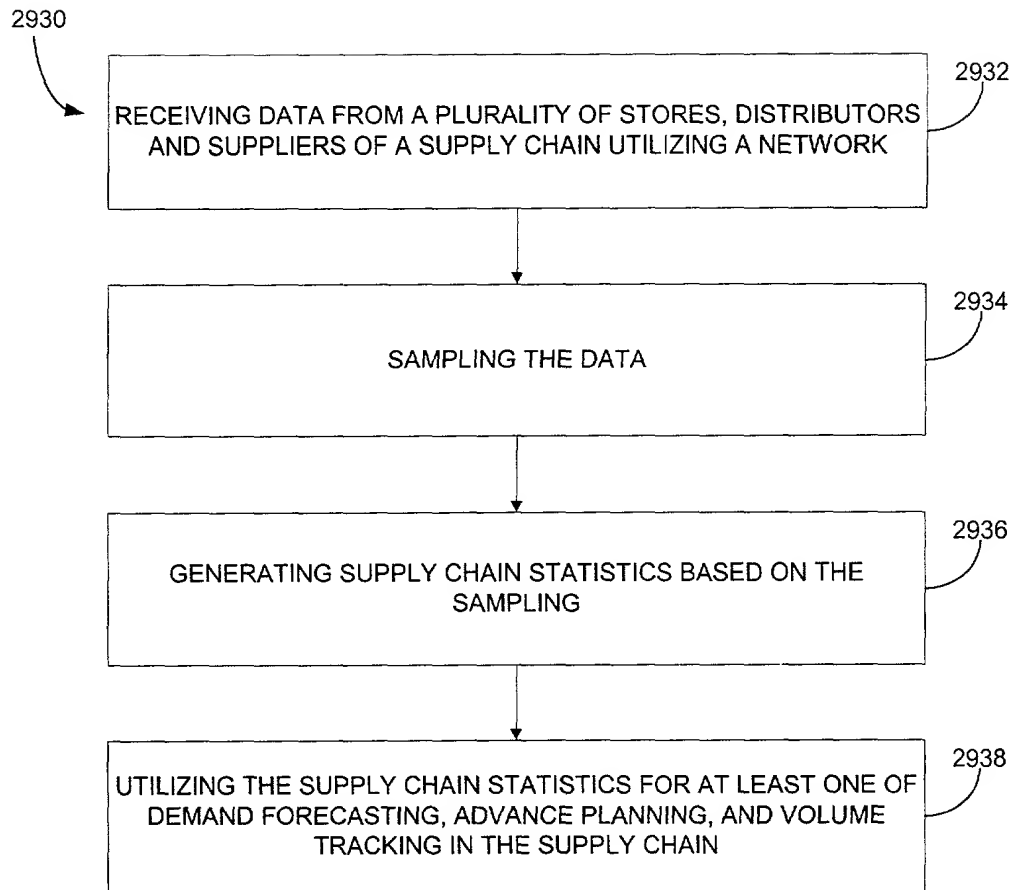 2930
2932
RECEIVING DATA FROM A PLURALITY OF STORES, DISTRIBUTORS
AND SUPPLIERS OF A SUPPLY CHAIN UTILIZING A NETWORK
2934
SAMPLING THE DATA
2936
GENERATING SUPPLY CHAIN STATISTICS BASED ON THE
SAMPLING
2938
UTILIZING THE SUPPLY CHAIN STATISTICS FOR AT LEAST ONE OF
DEMAND FORECASTING, ADVANCE PLANNING, AND VOLUME
TRACKING IN THE SUPPLY CHAIN